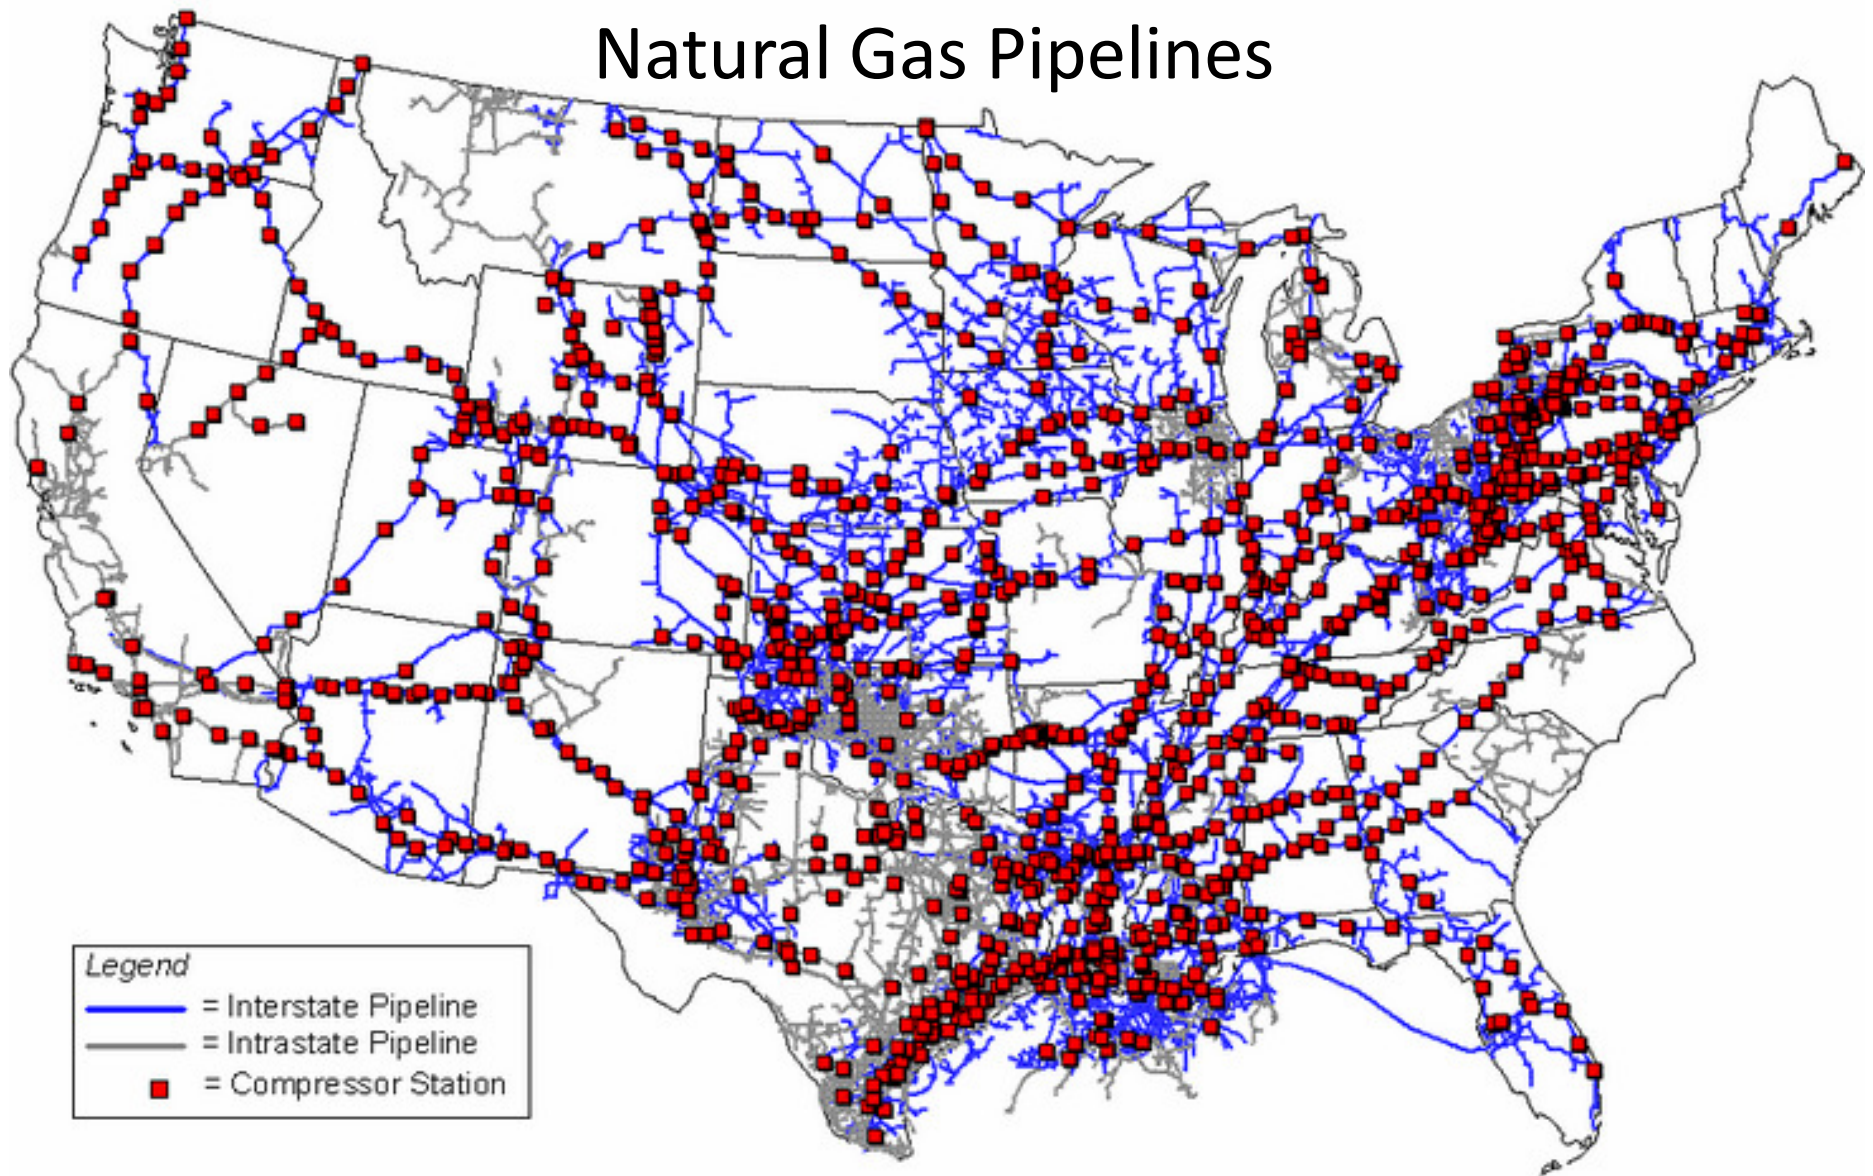 Natural Gas Pipelines
Legend
= Interstate Pipeline
= Intrastate Pipeline
= Compressor Station